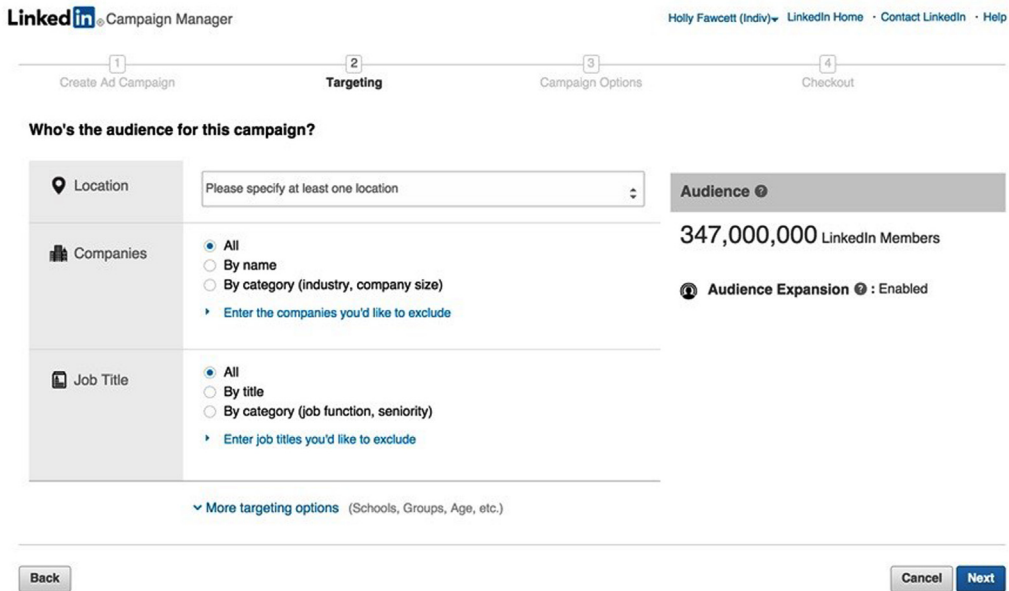 Linked in ® Campaign Manager
Holly Fawcett (Indiv) LinkedIn Home · Contact LinkedIn · Help
1 2 3 4
Create Ad Campaign Targeting Campaign Options Checkout
Who's the audience for this campaign?
Location
Please specify at least one location
Audience ?
347,000,000 LinkedIn Members
Audience Expansion ? : Enabled
Companies
All
By name
By category (industry, company size)
Enter the companies you'd like to exclude
Job Title
All
By title
By category (job function, seniority)
Enter job titles you'd like to exclude
More targeting options (Schools, Groups, Age, etc.)
Back Cancel Next